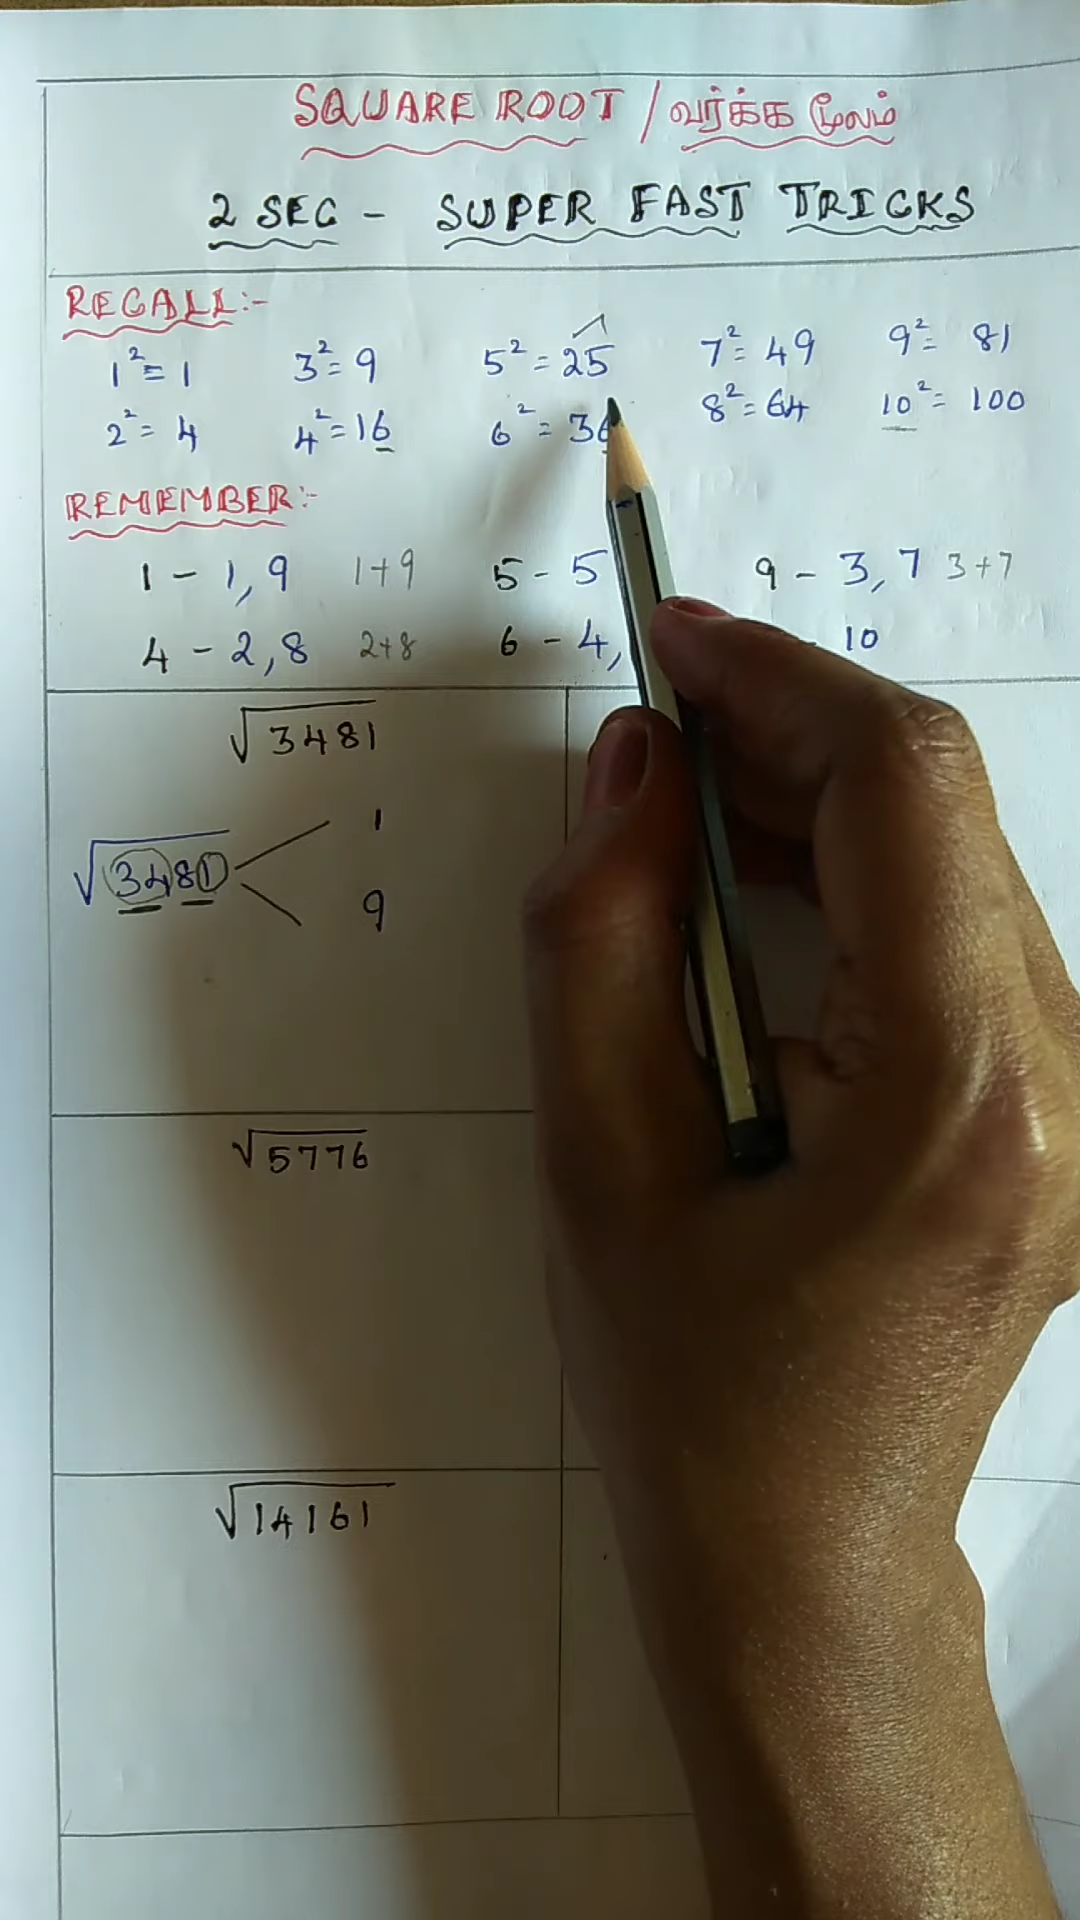 SQUARE ROOT / வர்க்க மூலம்
2 SEC - SUPER FAST TRICKS
RECALL:-
1² = 1 3² = 9 5² = 25 7² = 49 9² = 81
2² = 4 4² = 16 6² = 36 8² = 64 10² = 100
REMEMBER:-
1 - 1, 9 1+9 5 - 5 9 - 3, 7 3+7
4 - 2, 8 2+8 6 - 4, - 10
√3481
1
√3481
9
√5776
√14161